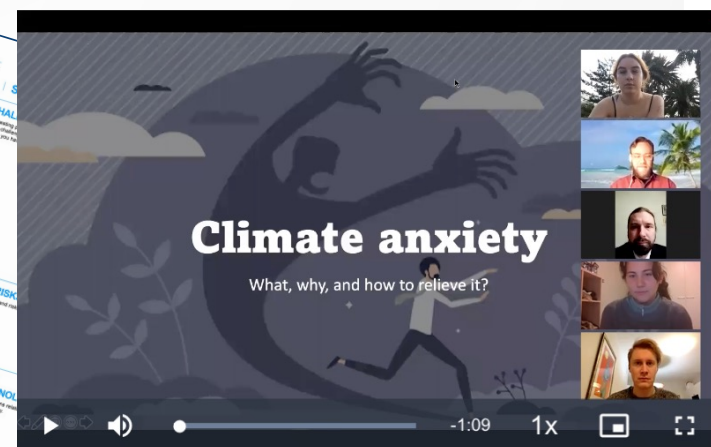 Climate anxiety
What, why, and how to relieve it?
-1:09
1x